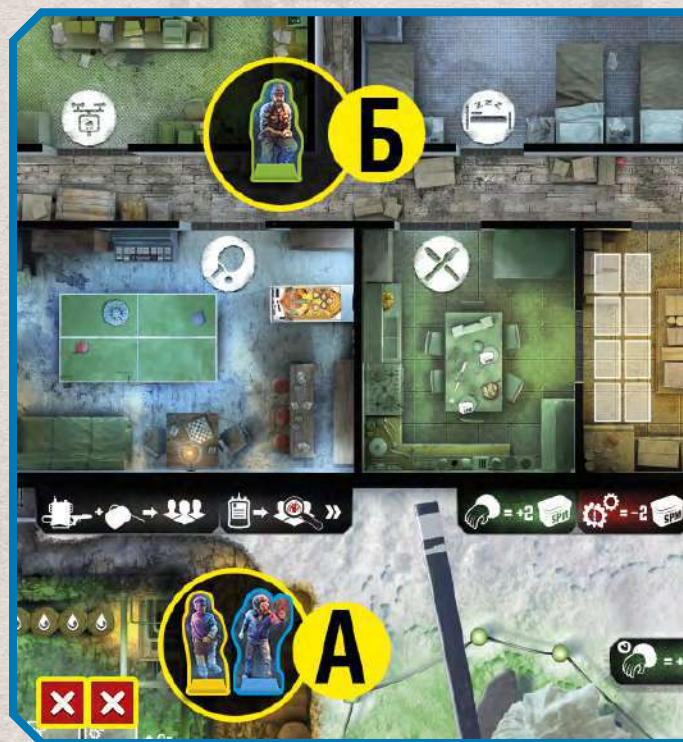 Б
z z z
+ → → »
= +2 SPM = -2 SPM
А
= +